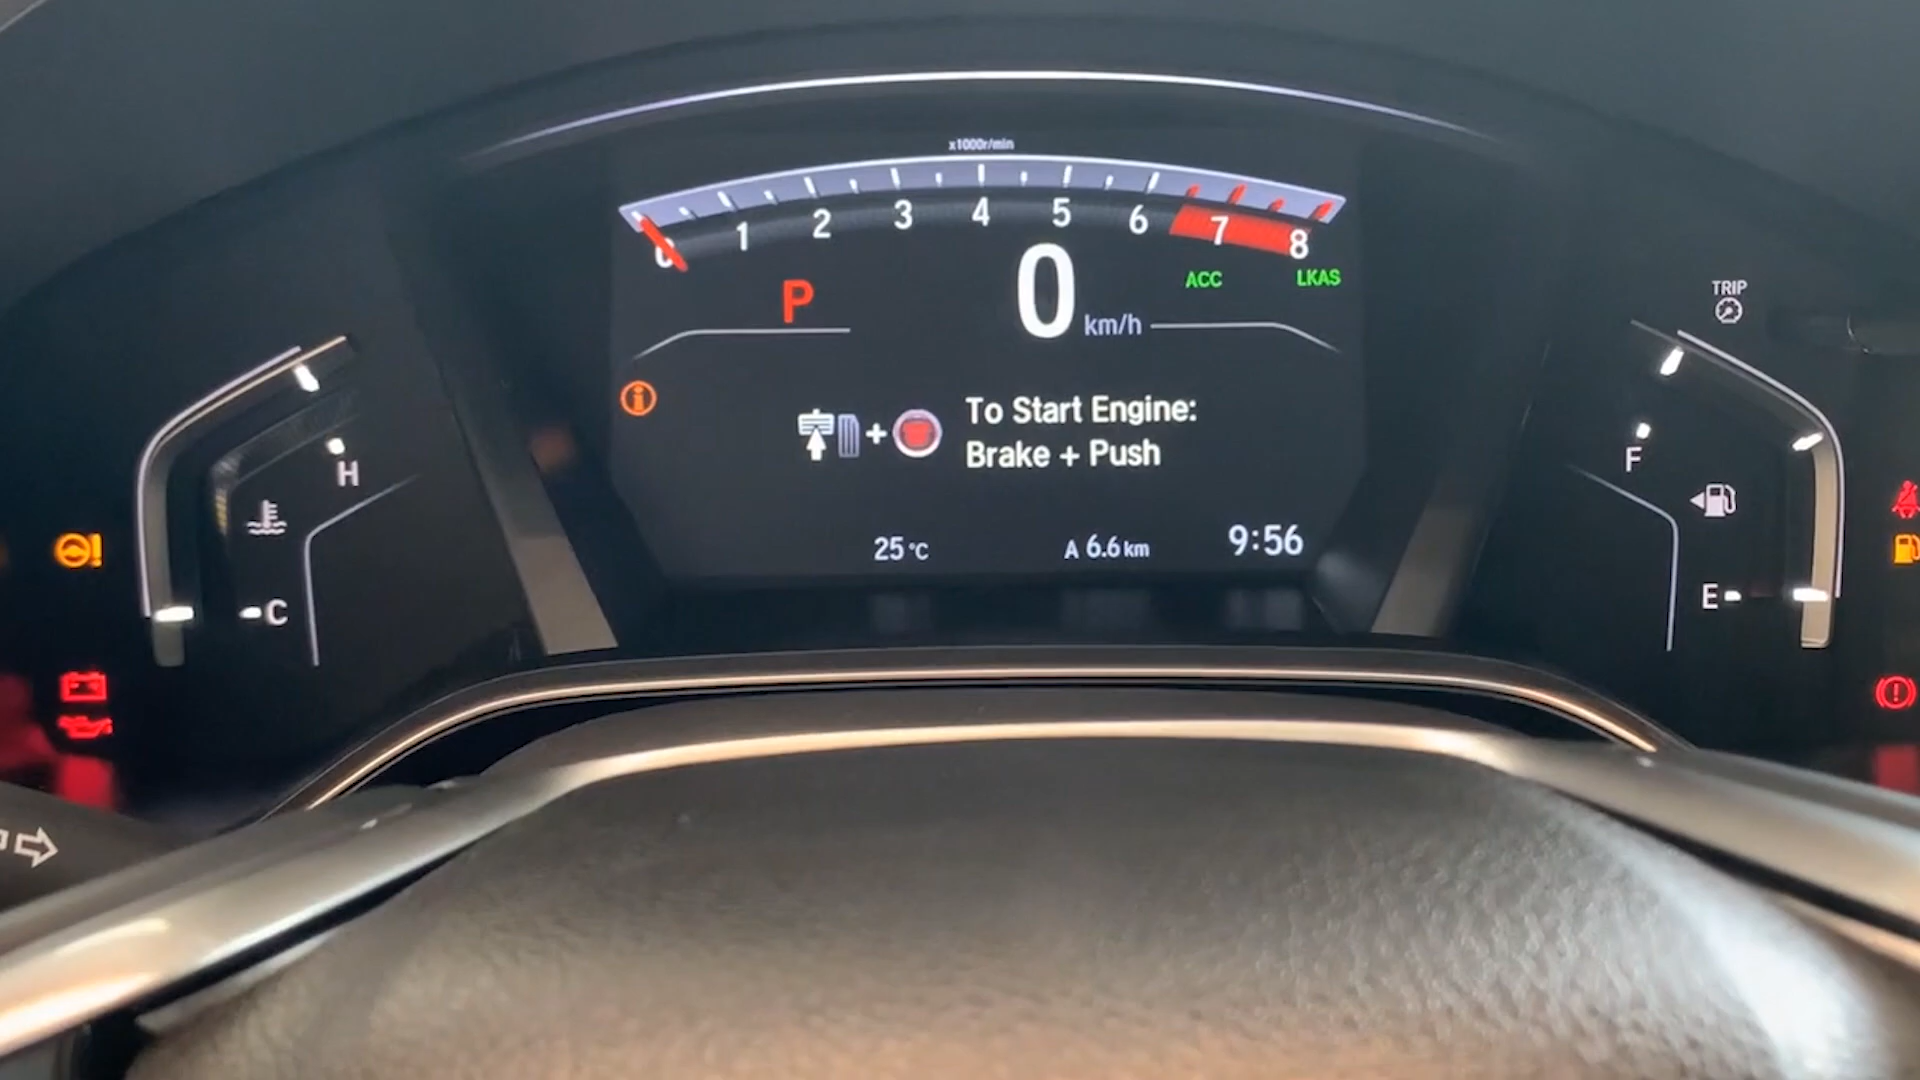 x1000r/min
0 1 2 3 4 5 6 7 8
P
0 km/h
ACC LKAS
TRIP
To Start Engine:
Brake + Push
H
F
25 °C
A 6.6 km
9:56
C
E